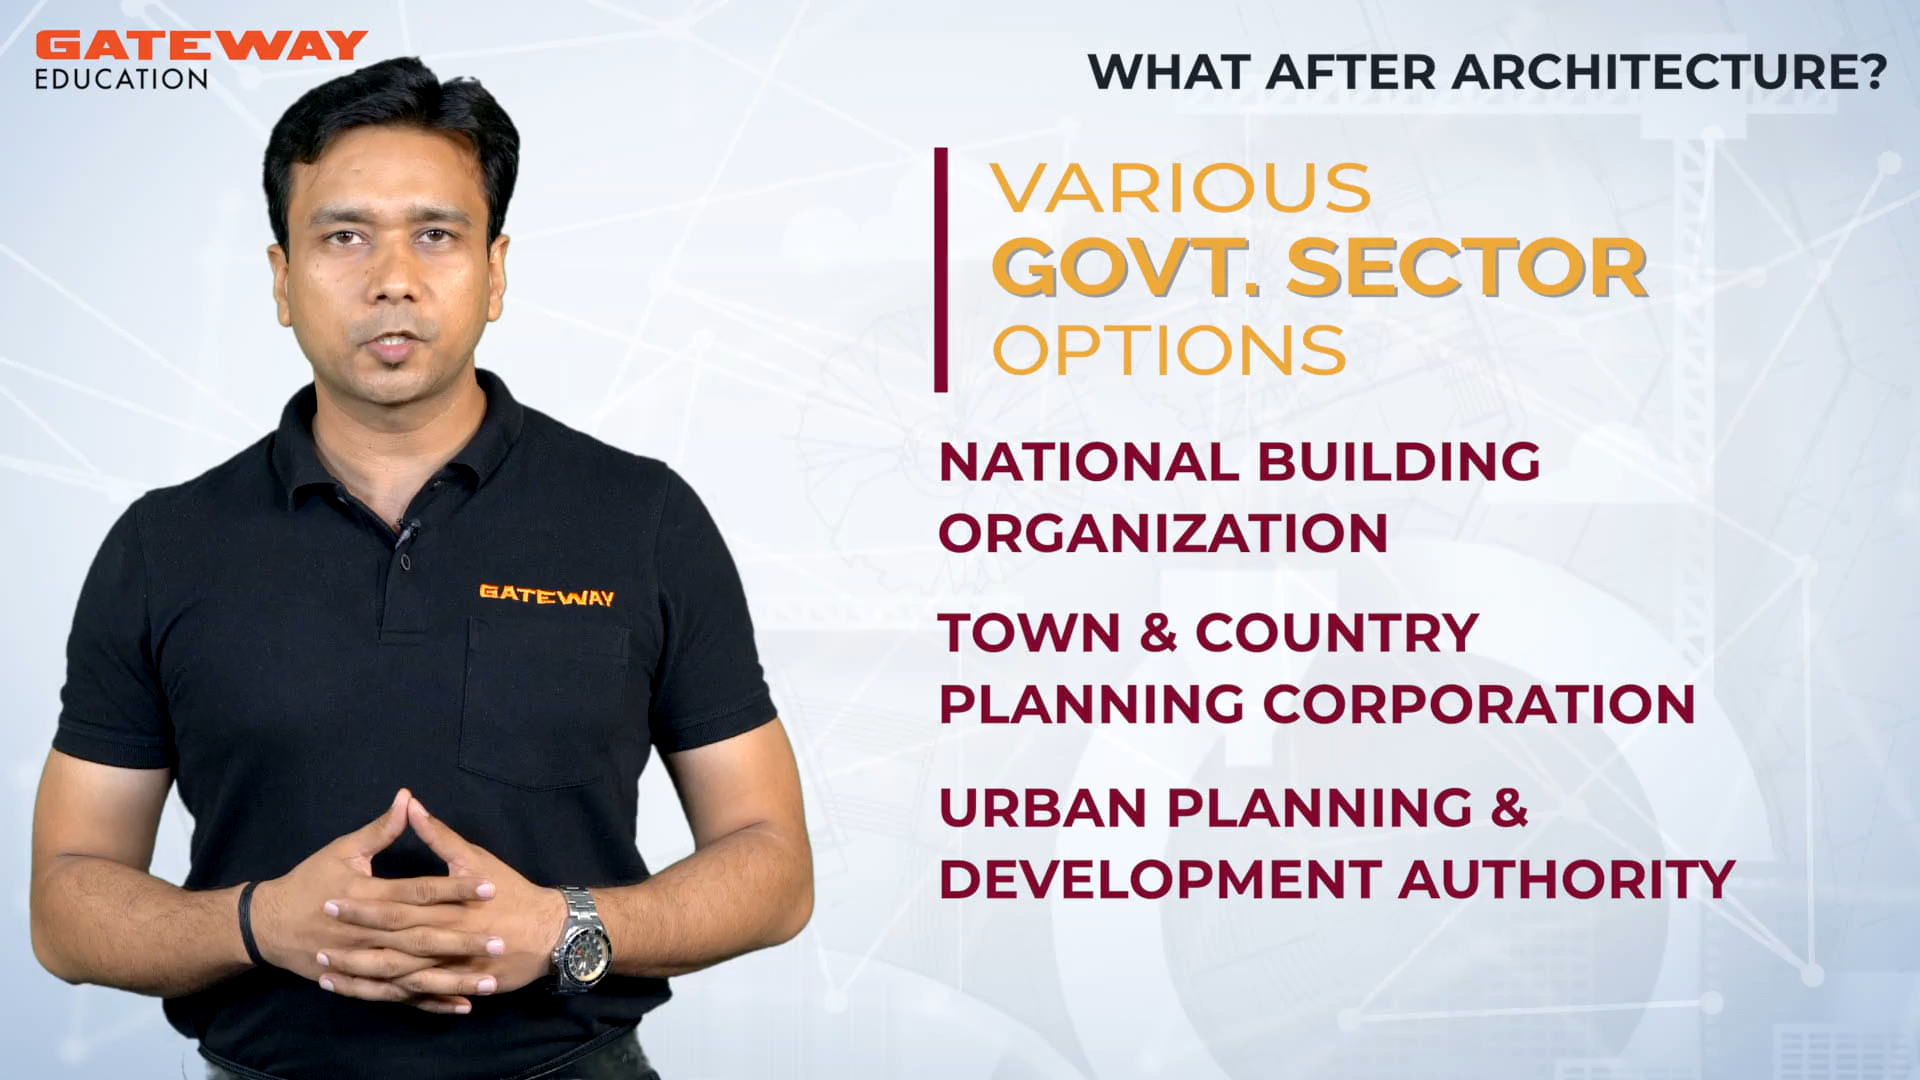 GATEWAY
EDUCATION
WHAT AFTER ARCHITECTURE?
VARIOUS
GOVT. SECTOR
OPTIONS
NATIONAL BUILDING
ORGANIZATION
TOWN & COUNTRY
PLANNING CORPORATION
URBAN PLANNING &
DEVELOPMENT AUTHORITY
GATEWAY